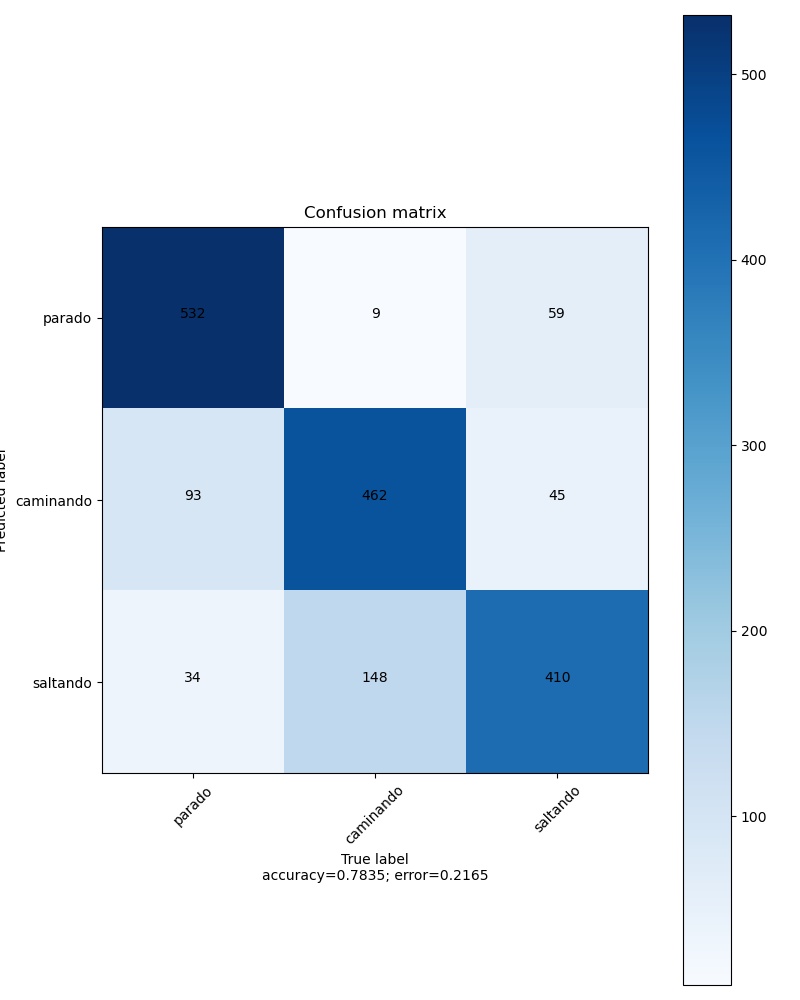 Confusion matrix
parado
532
9
59
caminando
93
462
45
saltando
34
148
410
parado
caminando
saltando
True label
accuracy=0.7835; error=0.2165
Predicted label
500
400
300
200
100